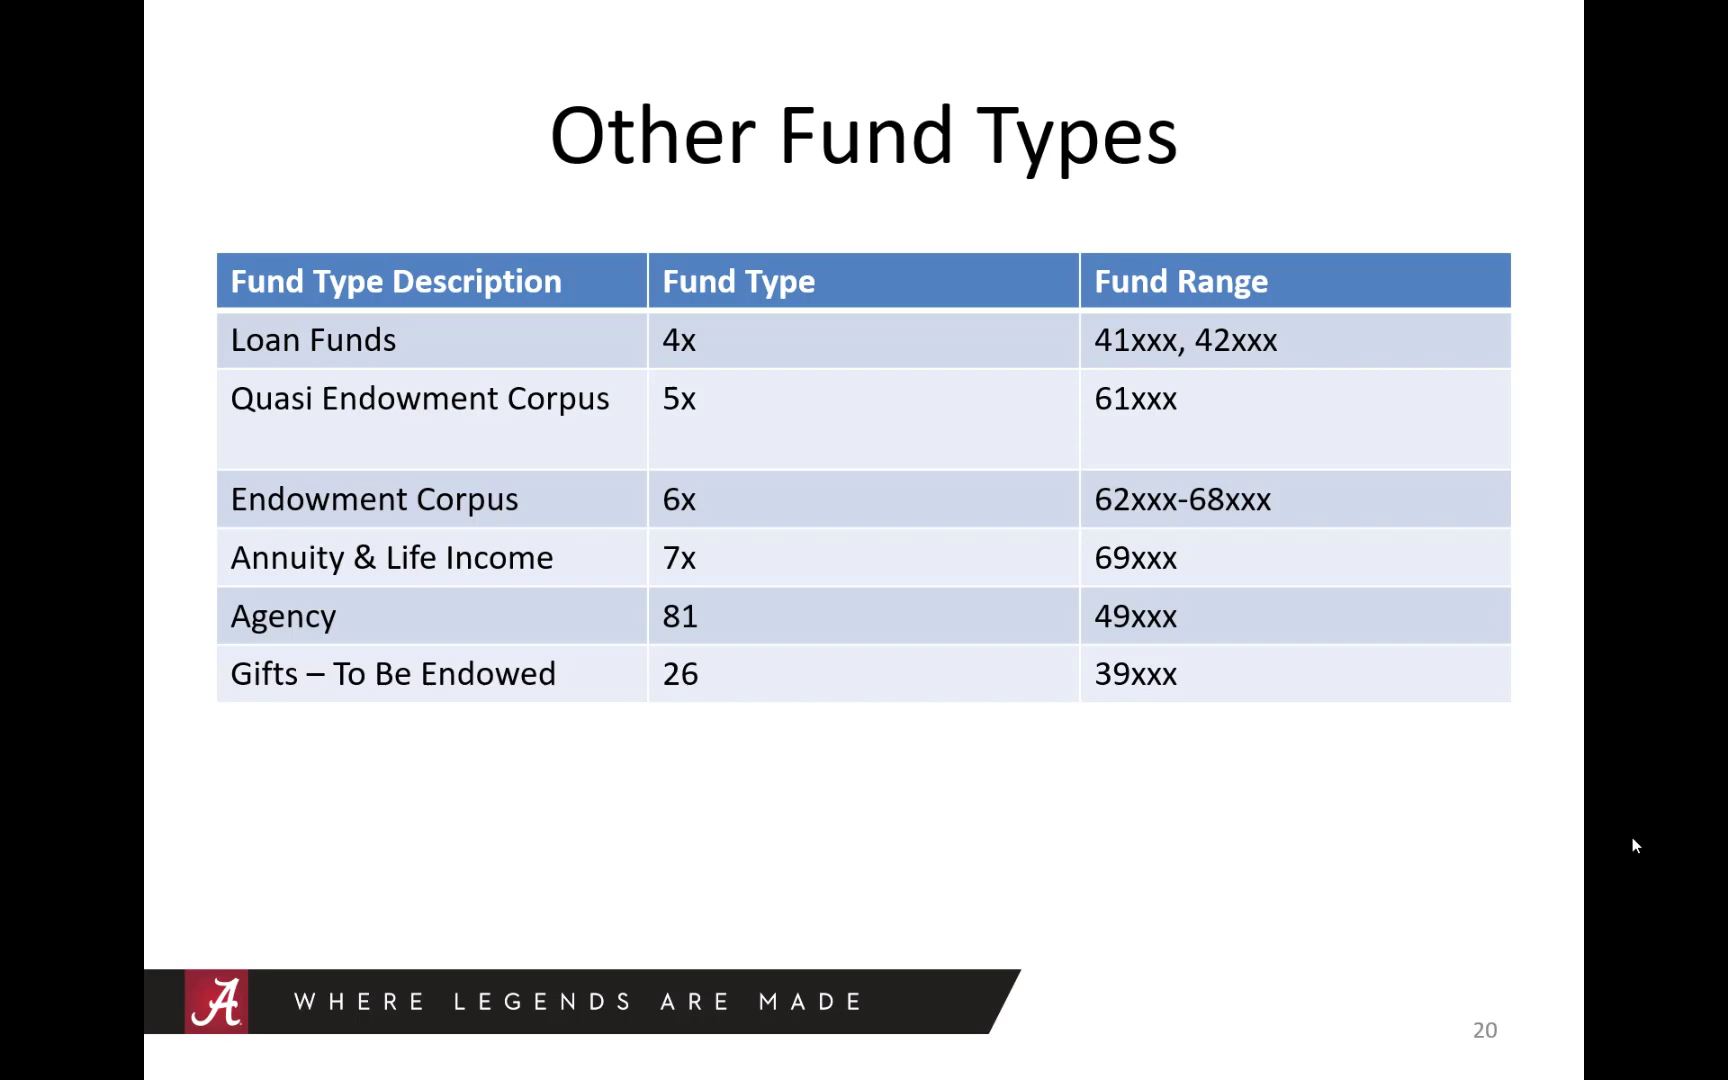 Other Fund Types
Fund Type Description Fund Type Fund Range
Loan Funds 4x 41xxx, 42xxx
Quasi Endowment Corpus 5x 61xxx
Endowment Corpus 6x 62xxx-68xxx
Annuity & Life Income 7x 69xxx
Agency 81 49xxx
Gifts – To Be Endowed 26 39xxx
A WHERE LEGENDS ARE MADE
20